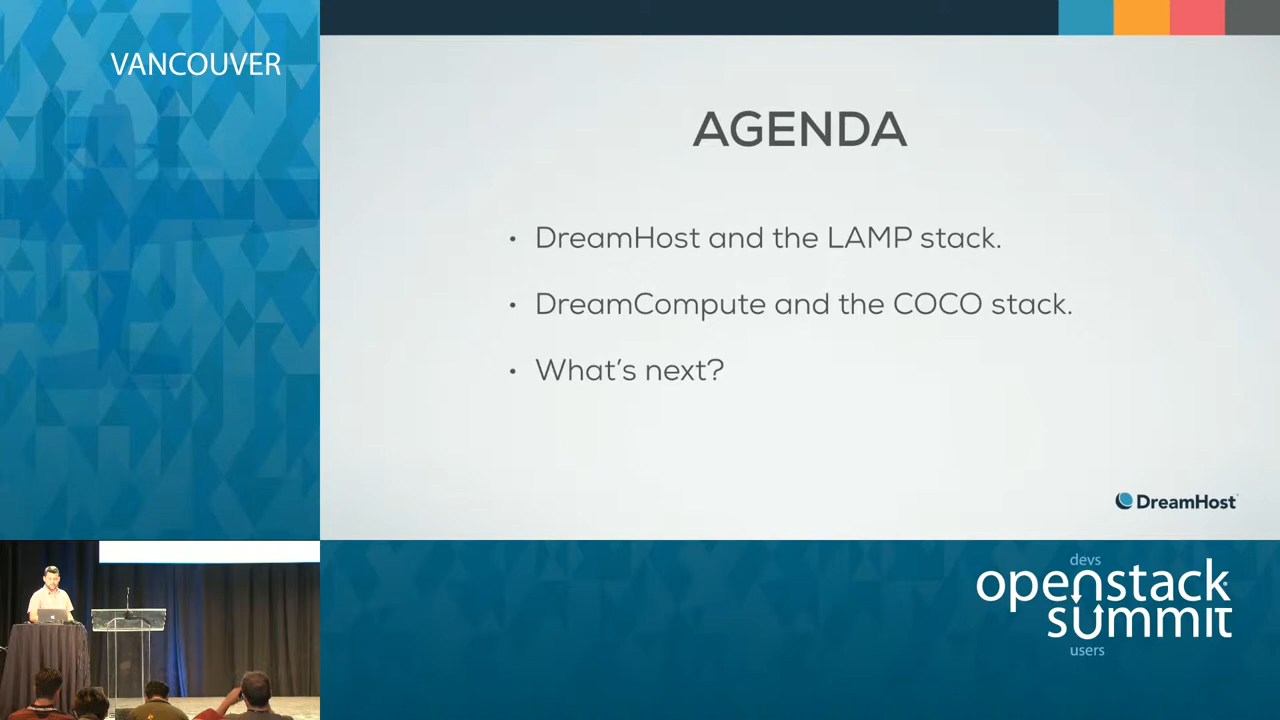 VANCOUVER
AGENDA
• DreamHost and the LAMP stack.
• DreamCompute and the COCO stack.
• What's next?
DreamHost
devs
openstack
summit
users